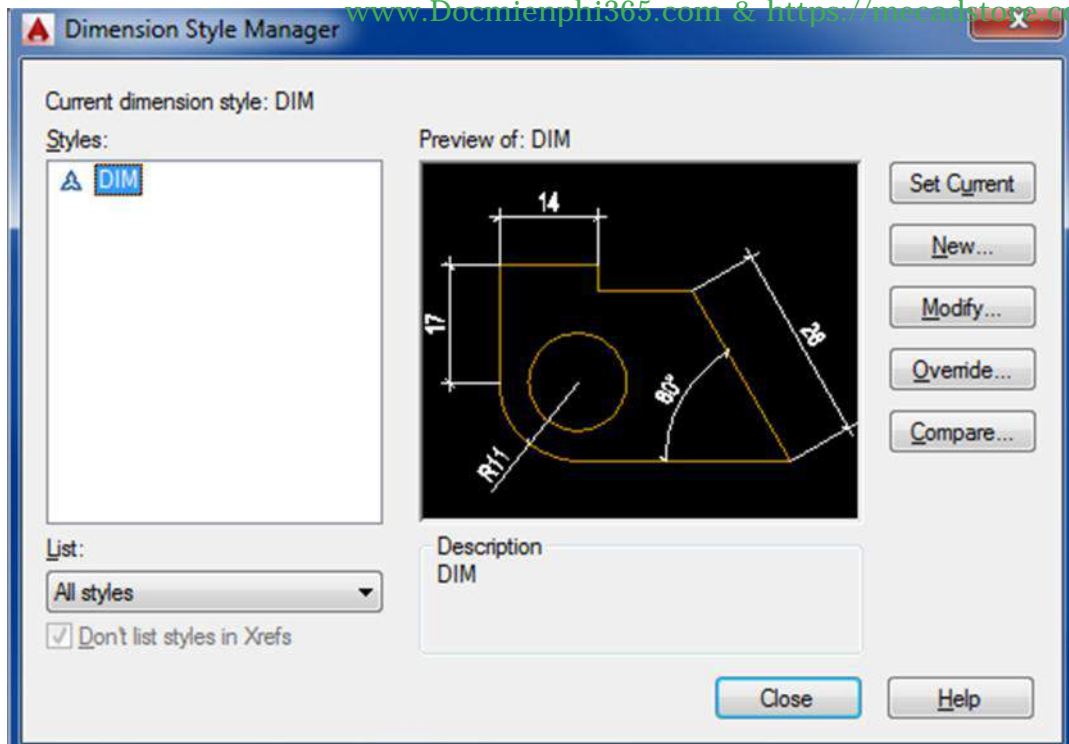 www.Docmienphi365.com & https://meccadstore.co
Dimension Style Manager
Current dimension style: DIM
Styles:
DIM
Preview of: DIM
14
17
28
60°
R11
Set Current
New...
Modify...
Override...
Compare...
List:
All styles
Don't list styles in Xrefs
Description
DIM
Close
Help